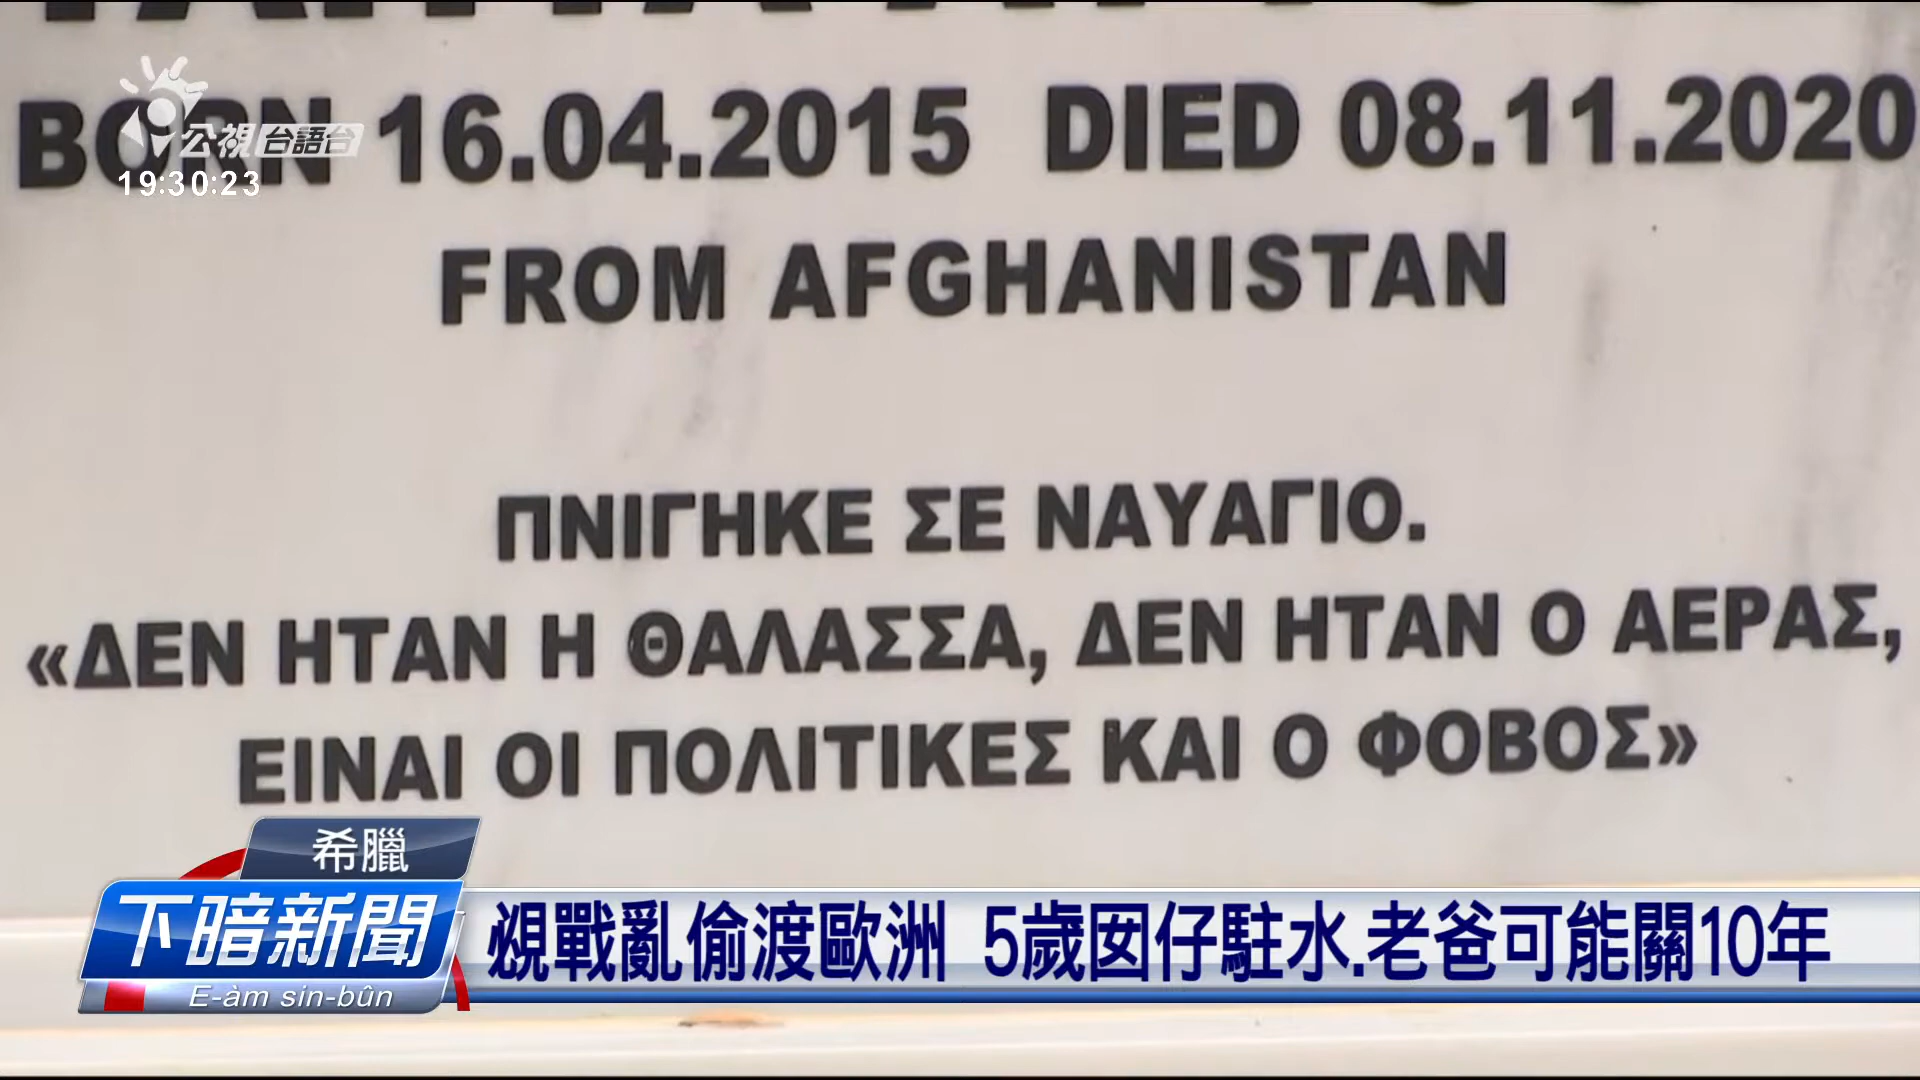 BORN 16.04.2015 DIED 08.11.2020
公視 台語台
19:30:23
FROM AFGHANISTAN
ΠΝΙΓΗΚΕ ΣΕ ΝΑΥΑΓΙΟ.
«ΔΕΝ ΗΤΑΝ Η ΘΑΛΑΣΣΑ, ΔΕΝ ΗΤΑΝ Ο ΑΕΡΑΣ,
ΕΙΝΑΙ ΟΙ ΠΟΛΙΤΙΚΕΣ ΚΑΙ Ο ΦΟΒΟΣ»
希臘
下暗新聞
E-àm sin-bûn
覕戰亂偷渡歐洲 5歲囡仔駐水.老爸可能關10年